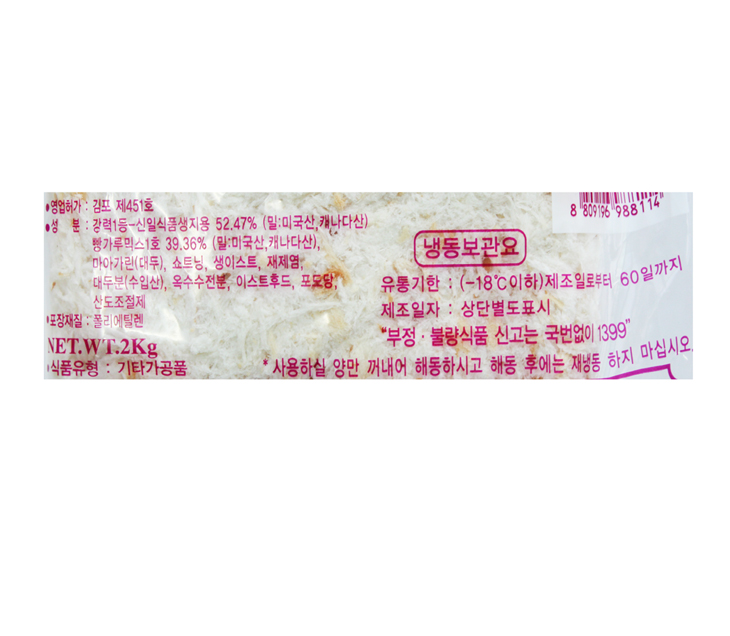 •영업허가 : 김포 제451호
•성 분 : 강력1등-신일식품생지용 52.47% (밀:미국산,캐나다산)
빵가루믹스1호 39.36% (밀:미국산,캐나다산),
마아가린(대두), 쇼트닝, 생이스트, 재제염,
대두분(수입산), 옥수수전분, 이스트후드, 포도당,
산도조절제
•포장재질 : 폴리에틸렌
NET.WT.2Kg
•식품유형 : 기타가공품
8 809196 988114
냉동보관요
유통기한 : (-18℃이하)제조일로부터 60일까지
제조일자 : 상단별도표시
"부정·불량식품 신고는 국번없이 1399"
*사용하실 양만 꺼내어 해동하시고 해동 후에는 재냉동 하지 마십시오.